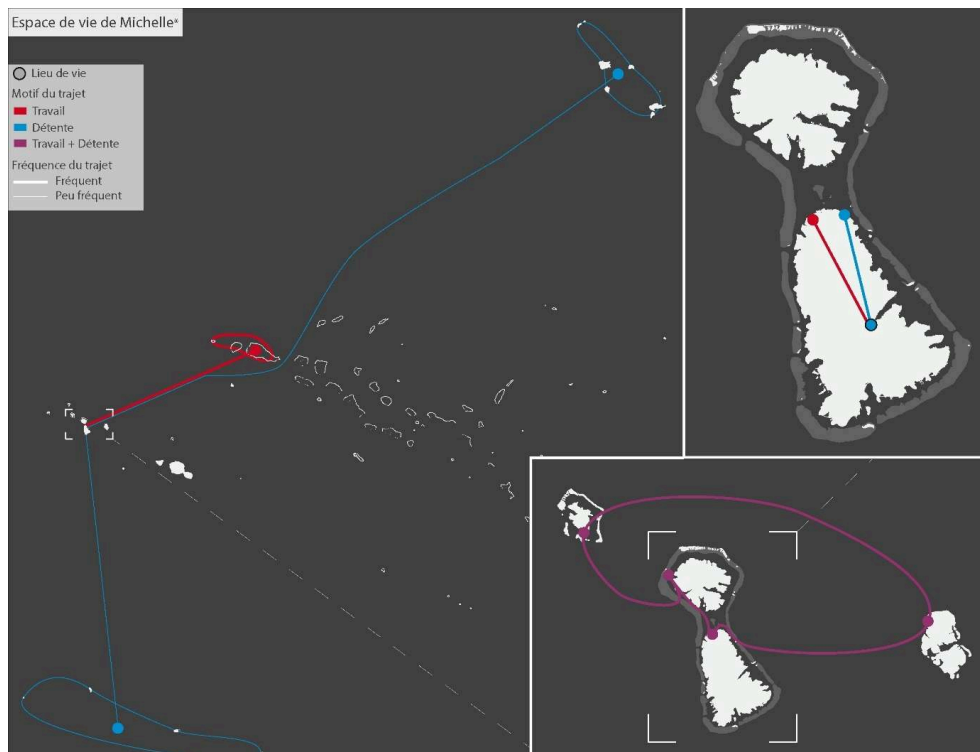 Espace de vie de Michelle*
Lieu de vie
Motif du trajet
Travail
Détente
Travail + Détente
Fréquence du trajet
Fréquent
Peu fréquent